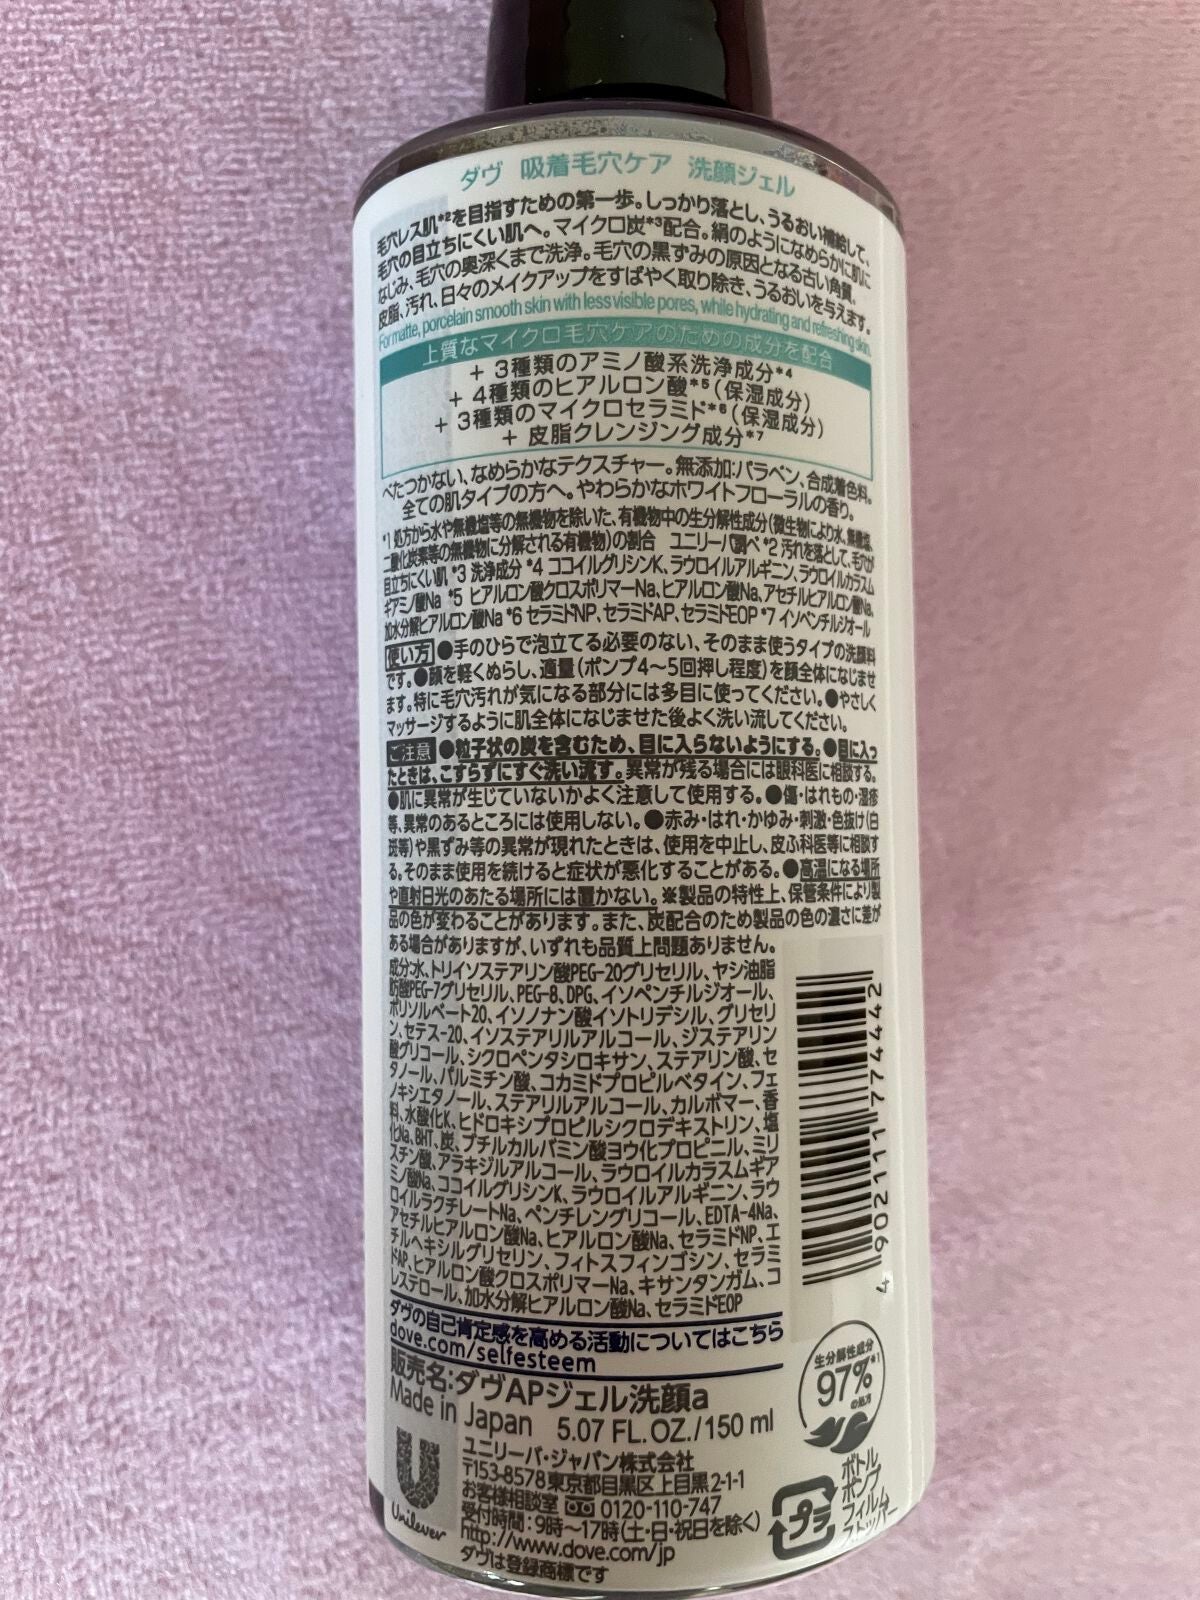 ダヴ 吸着毛穴ケア 洗顔ジェル
毛穴レス肌*2を目指すための第一歩。しっかり落とし、うるおい補給して、
毛穴の目立ちにくい肌へ。マイクロ炭*3配合。絹のようになめらかに肌に
なじみ、毛穴の奥深くまで洗浄。毛穴の黒ずみの原因となる古い角質、
皮脂、汚れ、日々のメイクアップをすばやく取り除き、うるおいを与えます。
For matte, porcelain smooth skin with less visible pores, while hydrating and refreshing skin.
上質なマイクロ毛穴ケアのための成分を配合
+ 3種類のアミノ酸系洗浄成分*4
+ 4種類のヒアルロン酸*5(保湿成分)
+ 3種類のマイクロセラミド*6(保湿成分)
+ 皮脂クレンジング成分*7
べたつかない、なめらかなテクスチャー。無添加:パラベン、合成着色料。
全ての肌タイプの方へ。やわらかなホワイトフローラルの香り。
*1 処方から水や無機塩等の無機物を除いた、有機物中の生分解性成分(微生物により水、無機塩、
二酸化炭素等の無機物に分解される有機物)の割合 ユニリーバ調べ *2 汚れを落として、毛穴が
目立ちにくい肌 *3 洗浄成分 *4 ココイルグリシンK、ラウロイルアルギニン、ラウロイルカラスム
ギアミノ酸Na *5 ヒアルロン酸クロスポリマーNa、ヒアルロン酸Na、アセチルヒアルロン酸Na、
加水分解ヒアルロン酸Na *6 セラミドNP、セラミドAP、セラミドEOP *7 イソペンチルジオール
使い方 ●手のひらで泡立てる必要のない、そのまま使うタイプの洗顔料
です。●顔を軽くぬらし、適量(ポンプ4~5回押し程度)を顔全体になじませ
ます。特に毛穴汚れが気になる部分には多目に使ってください。●やさしく
マッサージするように肌全体になじませた後よく洗い流してください。
ご注意 ●粒子状の炭を含むため、目に入らないようにする。●目に入っ
たときは、こすらずにすぐ洗い流す。異常が残る場合には眼科医に相談する。
●肌に異常が生じていないかよく注意して使用する。●傷・はれもの・湿疹
等、異常のあるところには使用しない。●赤み・はれ・かゆみ・刺激・色抜け(白
斑等)や黒ずみ等の異常が現れたときは、使用を中止し、皮ふ科医等に相談す
る。そのまま使用を続けると症状が悪化することがある。●高温になる場所
や直射日光のあたる場所には置かない。※製品の特性上、保管条件により製
品の色が変わることがあります。また、炭配合のため製品の色の濃さに差が
ある場合がありますが、いずれも品質上問題ありません。
成分:水、トリイソステアリン酸PEG-20グリセリル、ヤシ油脂
肪酸PEG-7グリセリル、PEG-8、DPG、イソペンチルジオール、
ポリソルベート20、イソノナン酸イソトリデシル、グリセリ
ン、セテス-20、イソステアリルアルコール、ジステアリン
酸グリコール、シクロペンタシロキサン、ステアリン酸、セ
タノール、パルミチン酸、コカミドプロピルベタイン、フェ
ノキシエタノール、ステアリルアルコール、カルボマー、香
料、水酸化K、ヒドロキシプロピルシクロデキストリン、塩
化Na、BHT、炭、ブチルカルバミン酸ヨウ化プロピニル、ミリ
スチン酸、アラキジルアルコール、ラウロイルカラスムギア
ミノ酸Na、ココイルグリシンK、ラウロイルアルギニン、ラウ
ロイルラクチレートNa、ペンチレングリコール、EDTA-4Na、
アセチルヒアルロン酸Na、ヒアルロン酸Na、セラミドNP、エ
チルヘキシルグリセリン、フィトスフィンゴシン、セラミ
ドAP、ヒアルロン酸クロスポリマーNa、キサンタンガム、コ
レステロール、加水分解ヒアルロン酸Na、セラミドEOP
4902111774442
ダヴの自己肯定感を高める活動についてはこちら
dove.com/selfesteem
生分解性成分
97%*1
の処方
販売名:ダヴAPジェル洗顔a
Made in Japan 5.07 FL.OZ./150 ml
Unilever
ユニリーバ・ジャパン株式会社
〒153-8578東京都目黒区上目黒2-1-1
お客様相談室 0120-110-747
受付時間:9時~17時(土・日・祝日を除く)
http://www.dove.com/jp
ダヴは登録商標です
プラ
ボトル
ポンプ
フィルム
ストッパー